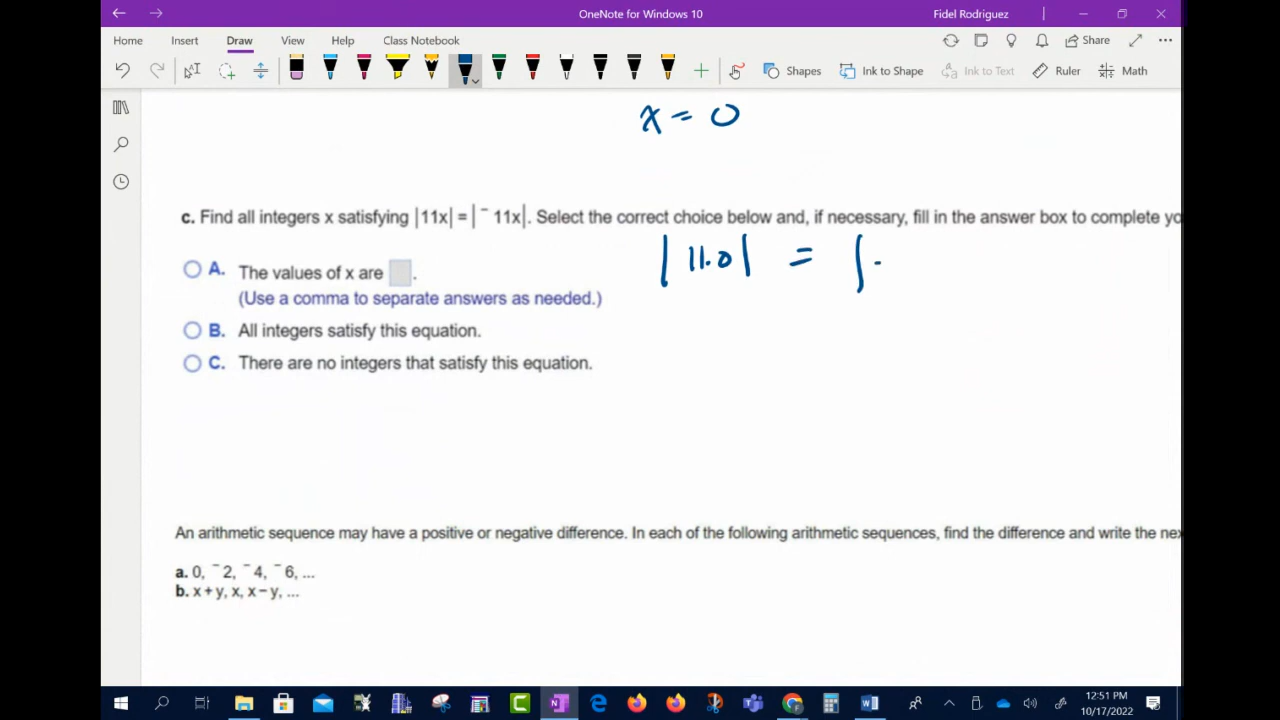 OneNote for Windows 10
Fidel Rodriguez
Home Insert Draw View Help Class Notebook
Share
Shapes Ink to Shape Ink to Text Ruler Math
x = 0
c. Find all integers x satisfying |11x| = |⁻11x|. Select the correct choice below and, if necessary, fill in the answer box to complete yo
|11.0| = |.
A. The values of x are .
(Use a comma to separate answers as needed.)
B. All integers satisfy this equation.
C. There are no integers that satisfy this equation.
An arithmetic sequence may have a positive or negative difference. In each of the following arithmetic sequences, find the difference and write the nex
a. 0, ⁻2, ⁻4, ⁻6, ...
b. x+y, x, x−y, ...
12:51 PM
10/17/2022